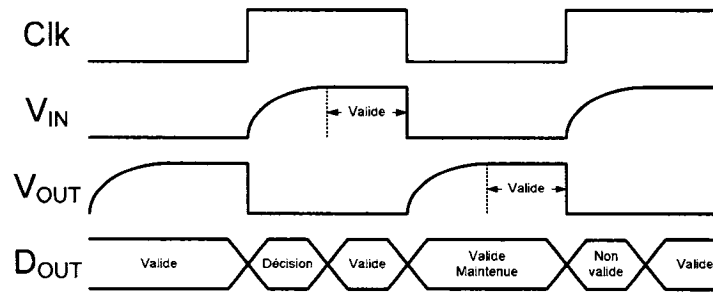 Clk
VIN
Valide
VOUT
Valide
DOUT
Valide
Décision
Valide
Valide
Maintenue
Non
valide
Valide